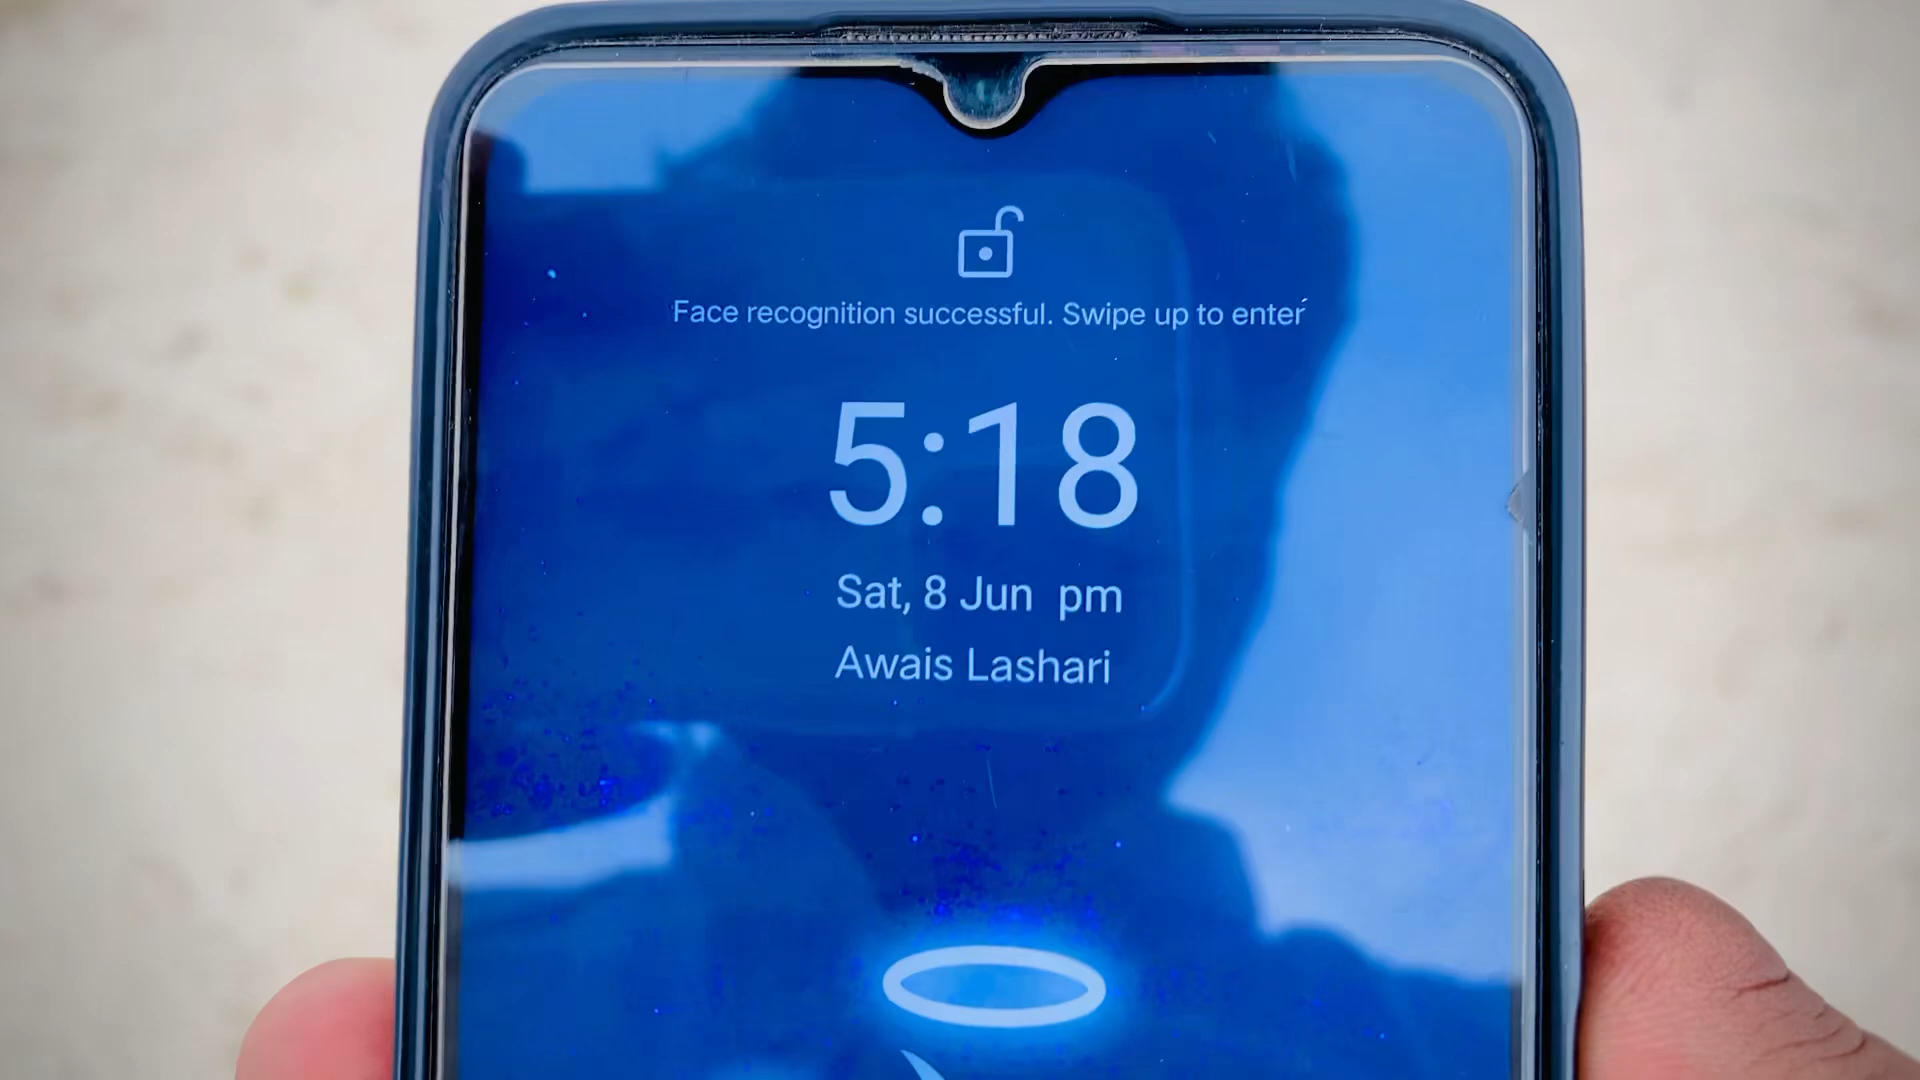 Face recognition successful. Swipe up to enter
5:18
Sat, 8 Jun pm
Awais Lashari